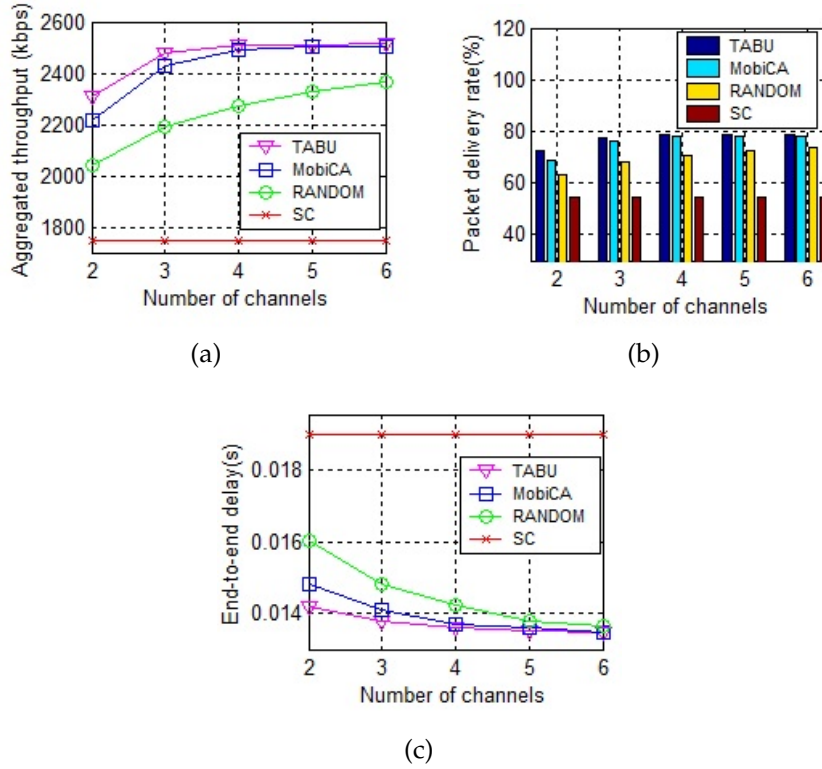 2600
2400
2200
2000
1800
Aggregated throughput (kbps)
TABU
MobiCA
RANDOM
SC
2 3 4 5 6
Number of channels
(a)
120
100
80
60
40
Packet delivery rate(%)
TABU
MobiCA
RANDOM
SC
2 3 4 5 6
Number of channels
(b)
0.018
0.016
0.014
End-to-end delay(s)
TABU
MobiCA
RANDOM
SC
2 3 4 5 6
Number of channels
(c)